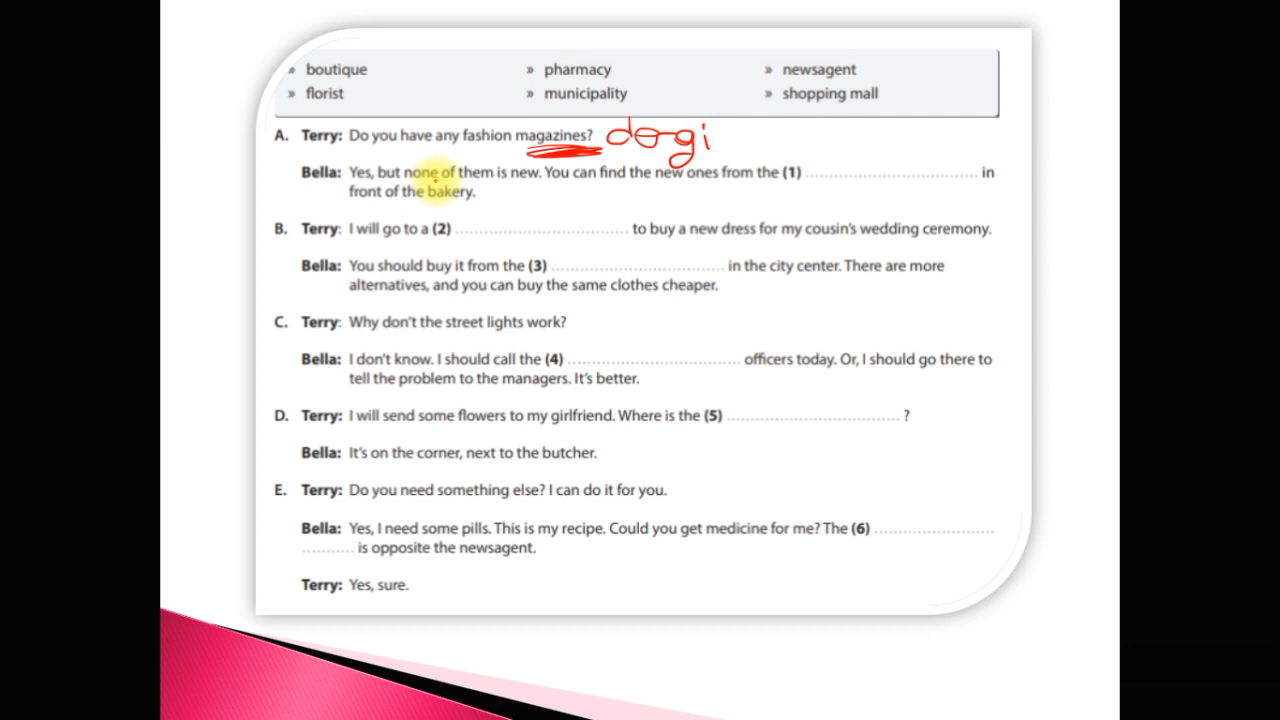 » boutique » pharmacy » newsagent
» florist » municipality » shopping mall
A. Terry: Do you have any fashion magazines? dergi
Bella: Yes, but none of them is new. You can find the new ones from the (1) ........................................ in
front of the bakery.
B. Terry: I will go to a (2) ........................................ to buy a new dress for my cousin's wedding ceremony.
Bella: You should buy it from the (3) ........................................ in the city center. There are more
alternatives, and you can buy the same clothes cheaper.
C. Terry: Why don't the street lights work?
Bella: I don't know. I should call the (4) ........................................ officers today. Or, I should go there to
tell the problem to the managers. It's better.
D. Terry: I will send some flowers to my girlfriend. Where is the (5) ........................................ ?
Bella: It's on the corner, next to the butcher.
E. Terry: Do you need something else? I can do it for you.
Bella: Yes, I need some pills. This is my recipe. Could you get medicine for me? The (6) ............................
............ is opposite the newsagent.
Terry: Yes, sure.